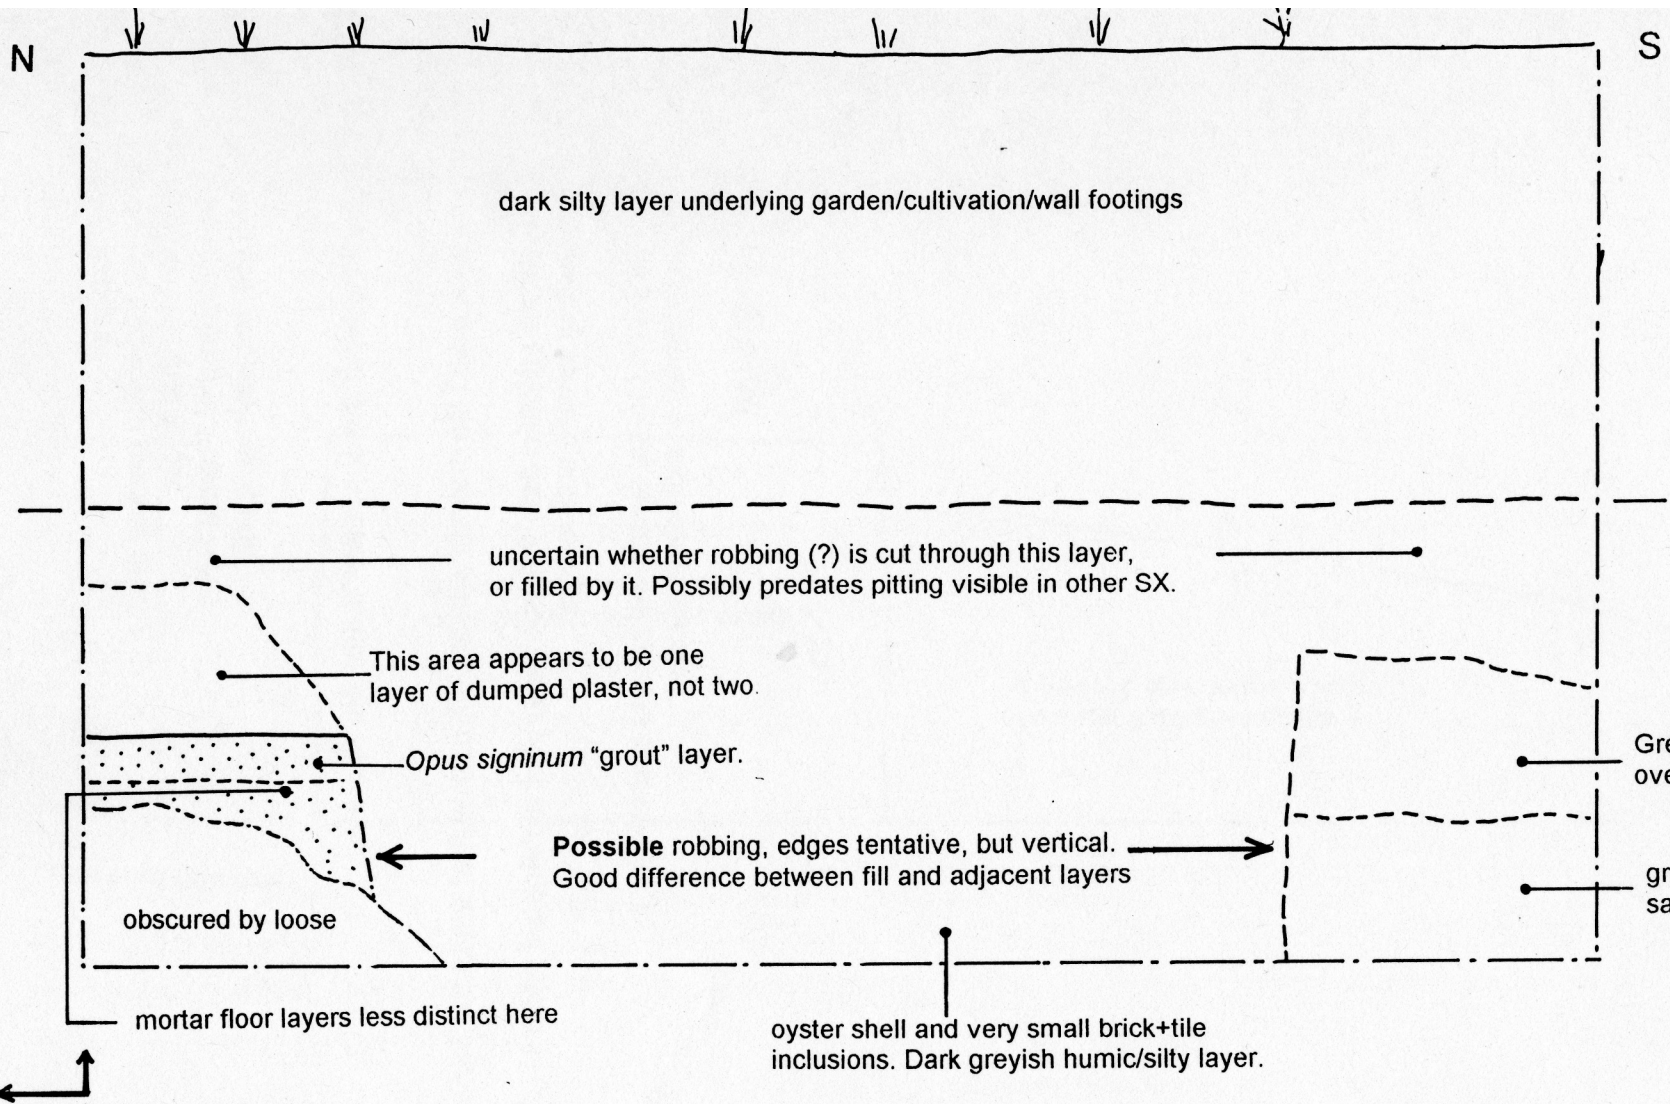 N
S
dark silty layer underlying garden/cultivation/wall footings
uncertain whether robbing (?) is cut through this layer,
or filled by it. Possibly predates pitting visible in other SX.
This area appears to be one
layer of dumped plaster, not two.
Opus signinum “grout” layer.
Gre
ove
Possible robbing, edges tentative, but vertical.
Good difference between fill and adjacent layers
gr
sa
obscured by loose
mortar floor layers less distinct here
oyster shell and very small brick+tile
inclusions. Dark greyish humic/silty layer.